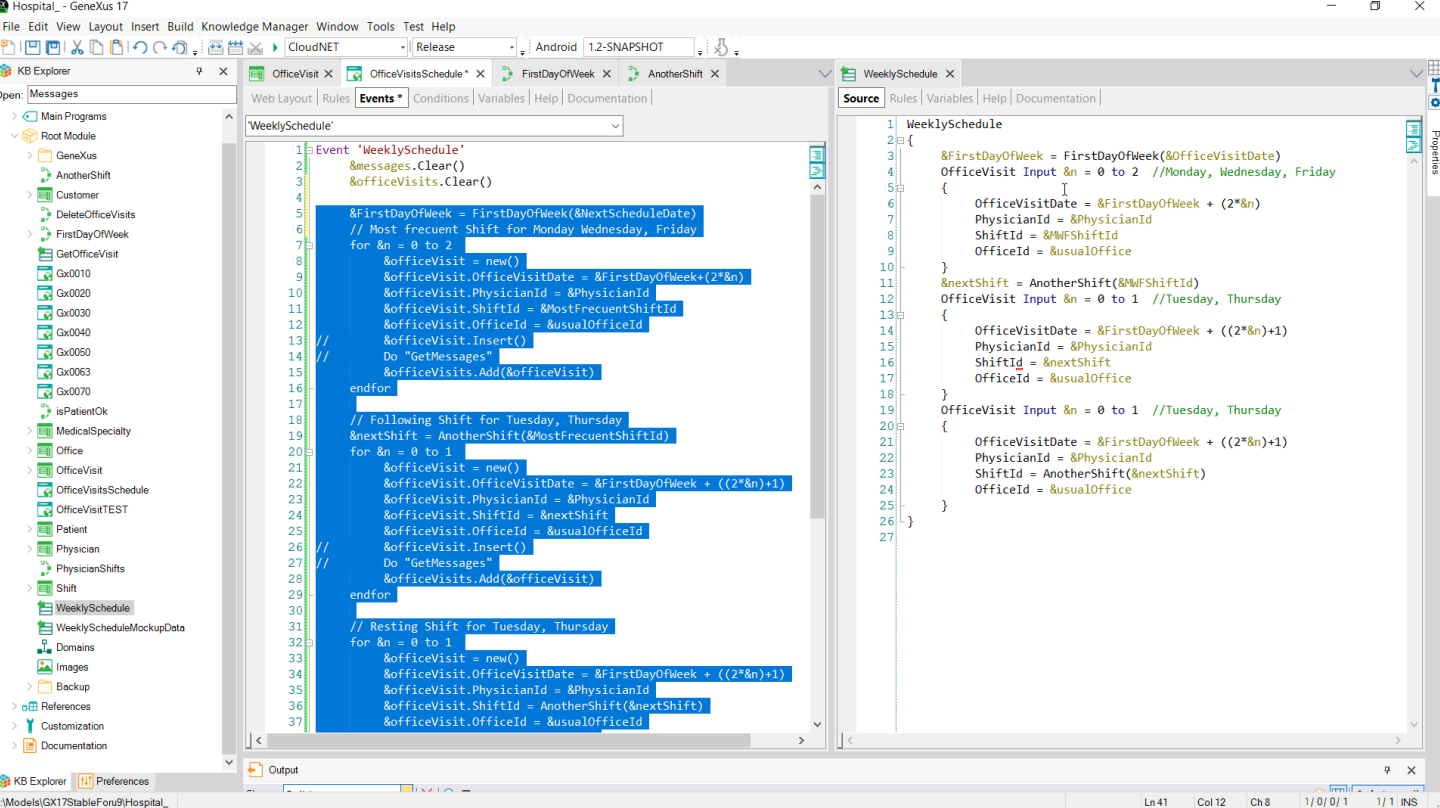 Hospital_ - GeneXus 17
File Edit View Layout Insert Build Knowledge Manager Window Tools Test Help
CloudNET Release Android 1.2-SNAPSHOT
KB Explorer
Open: Messages
Main Programs
Root Module
GeneXus
AnotherShift
Customer
DeleteOfficeVisits
FirstDayOfWeek
GetOfficeVisit
Gx0010
Gx0020
Gx0030
Gx0040
Gx0050
Gx0063
Gx0070
isPatientOk
MedicalSpecialty
Office
OfficeVisit
OfficeVisitsSchedule
OfficeVisitTEST
Patient
Physician
PhysicianShifts
Shift
WeeklySchedule
WeeklyScheduleMockupData
Domains
Images
Backup
References
Customization
Documentation
KB Explorer Preferences
OfficeVisit OfficeVisitsSchedule * FirstDayOfWeek AnotherShift
Web Layout Rules Events * Conditions Variables Help Documentation
'WeeklySchedule'
1 Event 'WeeklySchedule'
2 &messages.Clear()
3 &officeVisits.Clear()
4
5 &FirstDayOfWeek = FirstDayOfWeek(&NextScheduleDate)
6 // Most frecuent Shift for Monday Wednesday, Friday
7 for &n = 0 to 2
8 &officeVisit = new()
9 &officeVisit.OfficeVisitDate = &FirstDayOfWeek+(2*&n)
10 &officeVisit.PhysicianId = &PhysicianId
11 &officeVisit.ShiftId = &MostFrecuentShiftId
12 &officeVisit.OfficeId = &usualOfficeId
13 // &officeVisit.Insert()
14 // Do "GetMessages"
15 &officeVisits.Add(&officeVisit)
16 endfor
17
18 // Following Shift for Tuesday, Thursday
19 &nextShift = AnotherShift(&MostFrecuentShiftId)
20 for &n = 0 to 1
21 &officeVisit = new()
22 &officeVisit.OfficeVisitDate = &FirstDayOfWeek + ((2*&n)+1)
23 &officeVisit.PhysicianId = &PhysicianId
24 &officeVisit.ShiftId = &nextShift
25 &officeVisit.OfficeId = &usualOfficeId
26 // &officeVisit.Insert()
27 // Do "GetMessages"
28 &officeVisits.Add(&officeVisit)
29 endfor
30
31 // Resting Shift for Tuesday, Thursday
32 for &n = 0 to 1
33 &officeVisit = new()
34 &officeVisit.OfficeVisitDate = &FirstDayOfWeek + ((2*&n)+1)
35 &officeVisit.PhysicianId = &PhysicianId
36 &officeVisit.ShiftId = AnotherShift(&nextShift)
37 &officeVisit.OfficeId = &usualOfficeId
WeeklySchedule
Source Rules Variables Help Documentation
1 WeeklySchedule
2 {
3 &FirstDayOfWeek = FirstDayOfWeek(&OfficeVisitDate)
4 OfficeVisit Input &n = 0 to 2 //Monday, Wednesday, Friday
5 {
6 OfficeVisitDate = &FirstDayOfWeek + (2*&n)
7 PhysicianId = &PhysicianId
8 ShiftId = &MWFShiftId
9 OfficeId = &usualOffice
10 }
11 &nextShift = AnotherShift(&MWFShiftId)
12 OfficeVisit Input &n = 0 to 1 //Tuesday, Thursday
13 {
14 OfficeVisitDate = &FirstDayOfWeek + ((2*&n)+1)
15 PhysicianId = &PhysicianId
16 ShiftId = &nextShift
17 OfficeId = &usualOffice
18 }
19 OfficeVisit Input &n = 0 to 1 //Tuesday, Thursday
20 {
21 OfficeVisitDate = &FirstDayOfWeek + ((2*&n)+1)
22 PhysicianId = &PhysicianId
23 ShiftId = AnotherShift(&nextShift)
24 OfficeId = &usualOffice
25 }
26 }
27
Properties
Output
:\Models\GX17StableForu9\Hospital_
Ln 41 Col 12 Ch 8 1/ 0/ 0/ 1 1/ 1 INS